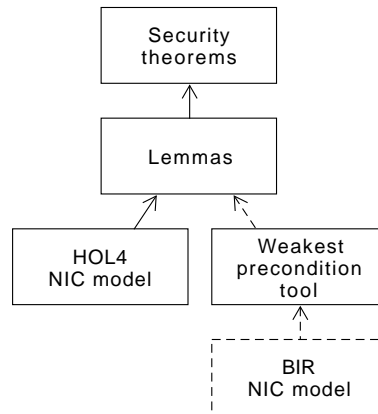 Security
theorems
Lemmas
HOL4
NIC model
Weakest
precondition
tool
BIR
NIC model